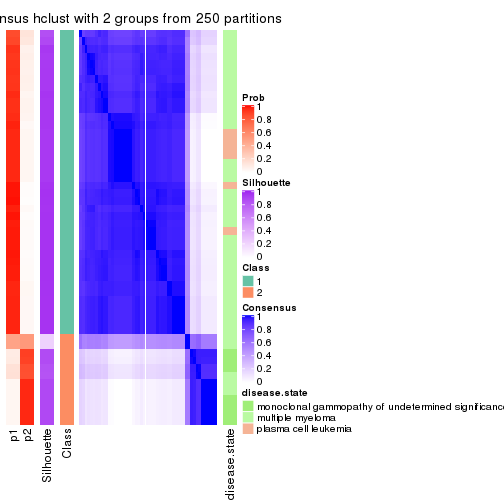 nsus hclust with 2 groups from 250 partitions
Prob
1
0.8
0.6
0.4
0.2
0
Silhouette
1
0.8
0.6
0.4
0.2
0
Class
1
2
Consensus
1
0.8
0.6
0.4
0.2
0
disease.state
monoclonal gammopathy of undetermined significance
multiple myeloma
plasma cell leukemia
p1
p2
Silhouette
Class
disease.state